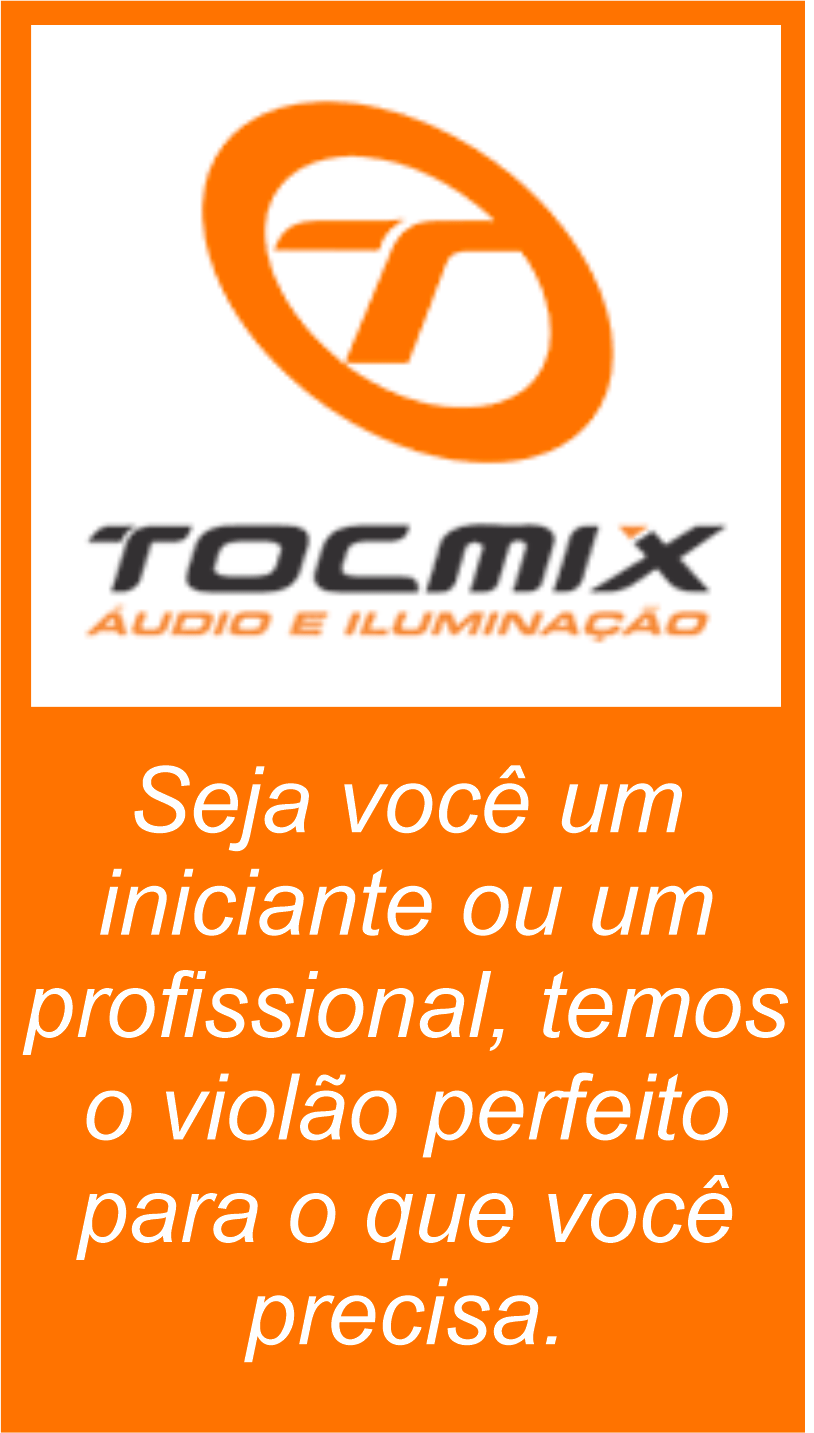 T
TOCMIX
ÁUDIO E ILUMINAÇÃO
Seja você um
iniciante ou um
profissional, temos
o violão perfeito
para o que você
precisa.